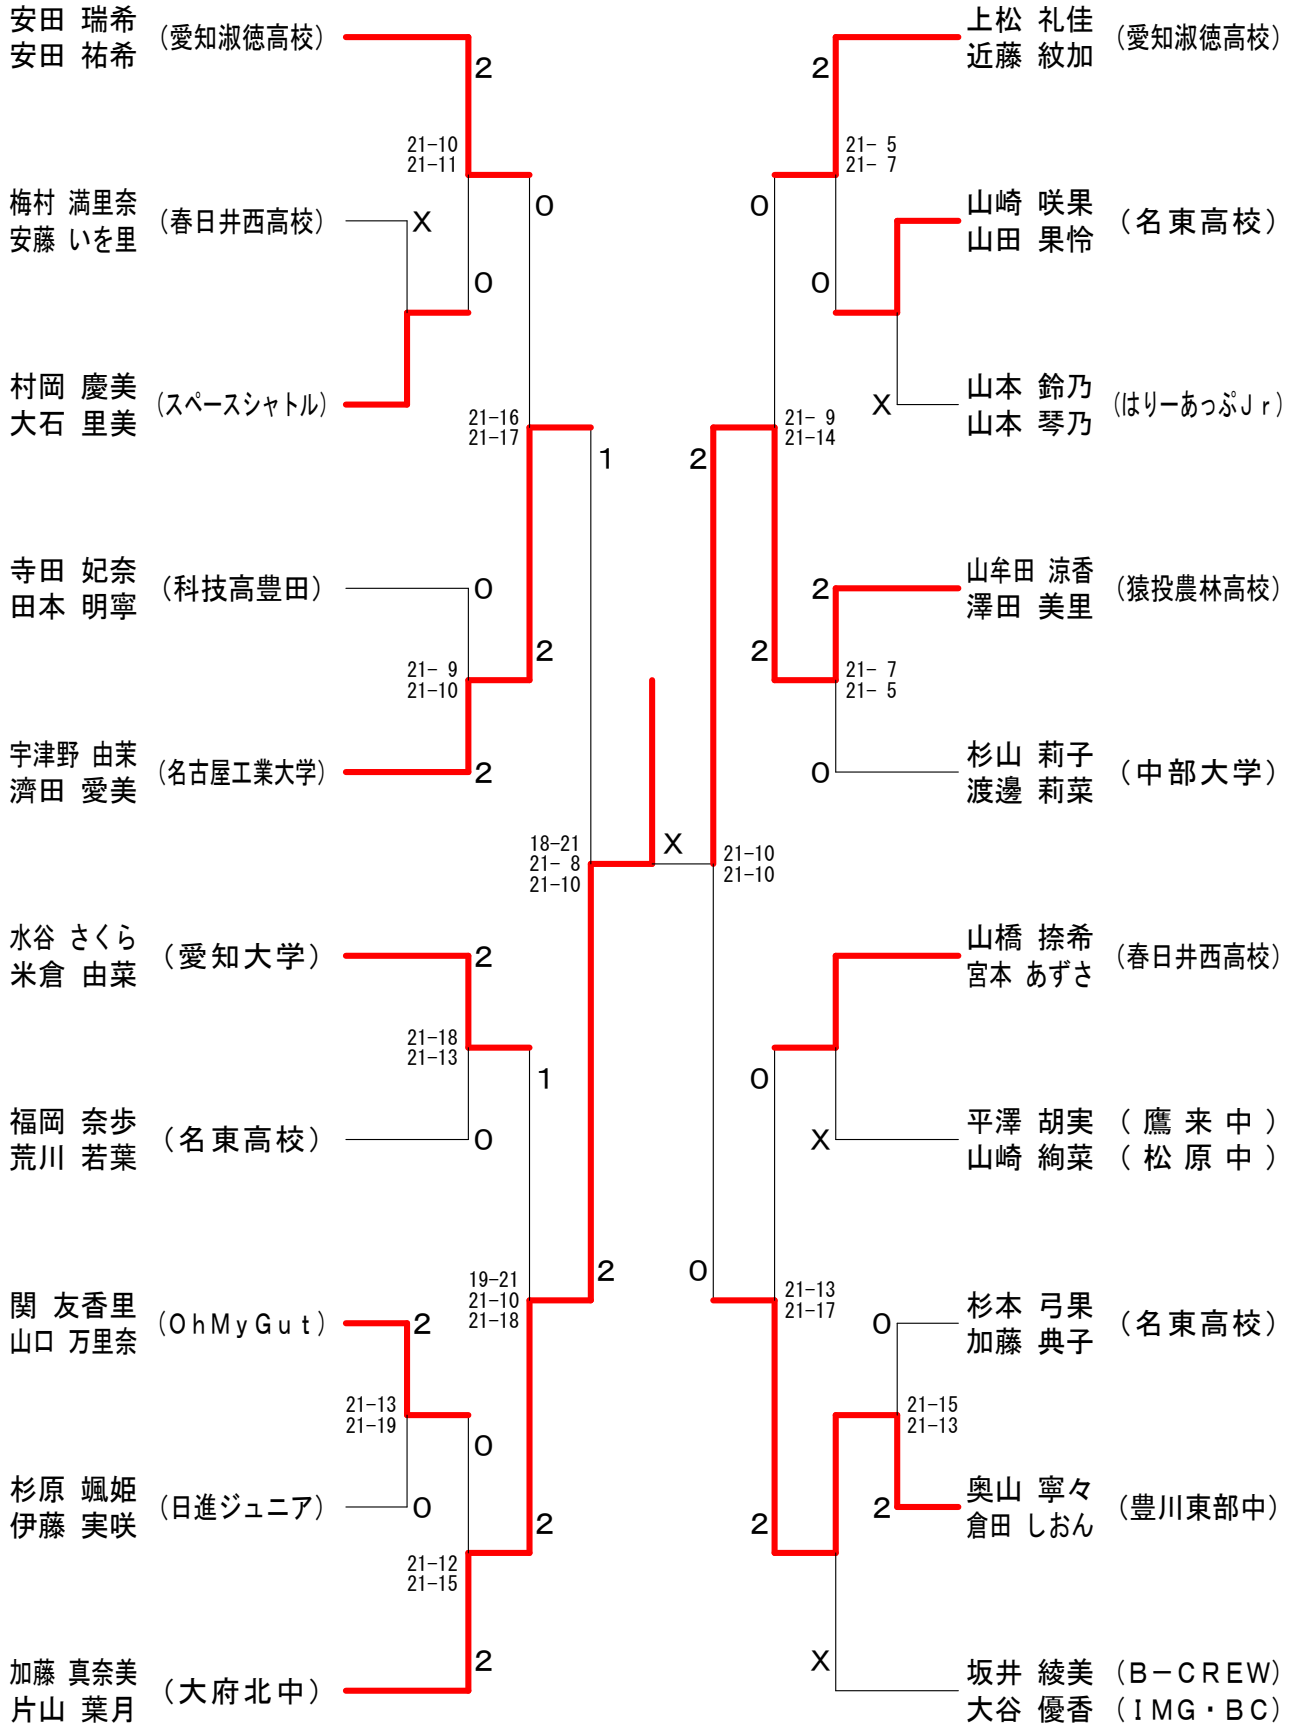 安田 瑞希
安田 祐希
(愛知淑徳高校)
2
21-10
21-11
0
梅村 満里奈
安藤 いを里
(春日井西高校)
X
0
村岡 慶美
大石 里美
(スペースシャトル)
21-16
21-17
1
寺田 妃奈
田本 明寧
(科技高豊田)
0
2
21- 9
21-10
宇津野 由茉
濟田 愛美
(名古屋工業大学)
2
18-21
21- 8
21-10
X
水谷 さくら
米倉 由菜
(愛知大学)
2
21-18
21-13
1
福岡 奈歩
荒川 若葉
(名東高校)
0
19-21
21-10
21-18
2
関 友香里
山口 万里奈
(OhMyGut)
2
21-13
21-19
0
杉原 颯姫
伊藤 実咲
(日進ジュニア)
0
2
21-12
21-15
加藤 真奈美
片山 葉月
(大府北中)
2
上松 礼佳
近藤 紋加
(愛知淑徳高校)
2
21- 5
21- 7
0
山崎 咲果
山田 果怜
(名東高校)
0
山本 鈴乃
山本 琴乃
(はりーあっぷJr)
X
21- 9
21-14
2
山牟田 涼香
澤田 美里
(猿投農林高校)
2
2
21- 7
21- 5
杉山 莉子
渡邊 莉菜
(中部大学)
0
21-10
21-10
山橋 捺希
宮本 あずさ
(春日井西高校)
0
平澤 胡実
山崎 絢菜
(鷹来中)
(松原中)
X
0
21-13
21-17
杉本 弓果
加藤 典子
(名東高校)
0
21-15
21-13
奥山 寧々
倉田 しおん
(豊川東部中)
2
2
坂井 綾美
大谷 優香
(B-CREW)
(IMG・BC)
X